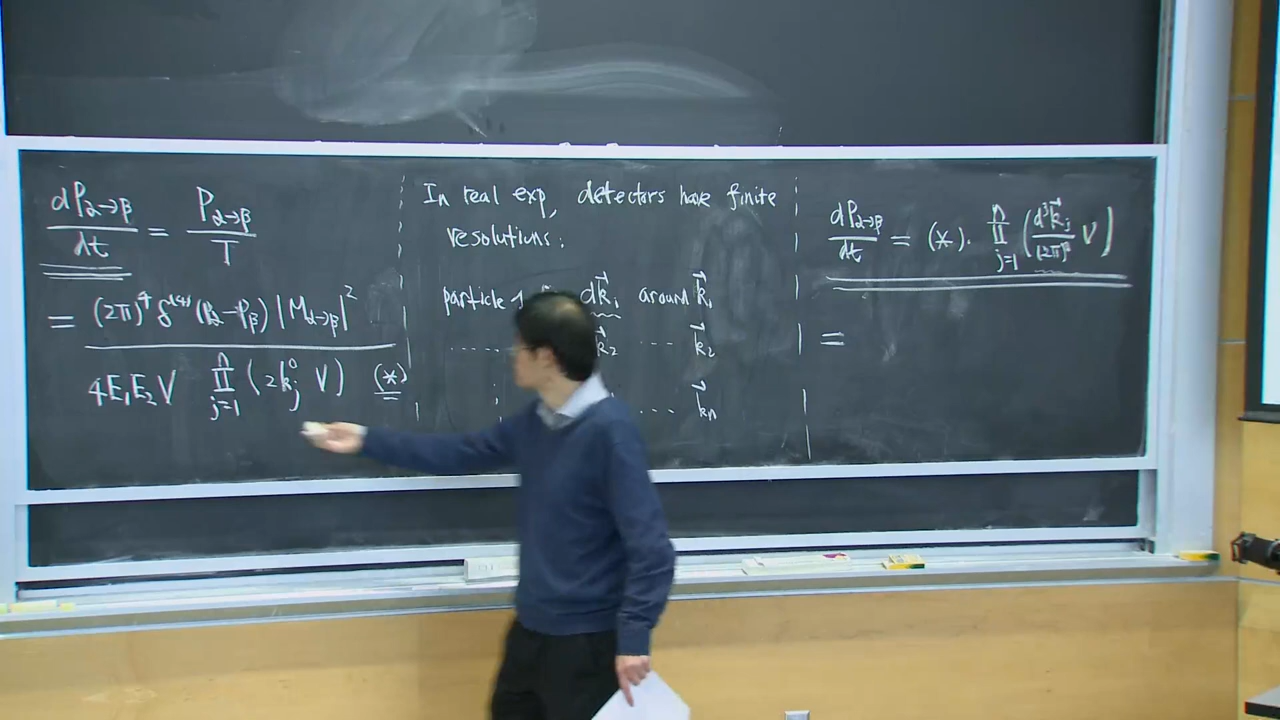 dP_{α→β}/dt = P_{α→β}/T
= (2π)^4 δ^{(4)}(p_α−p_β) |M_{α→β}|^2 / 4E_1E_2V ∏_{j=1}^{n} (2k_j^0 V) (*)
In real exp, detectors have finite
resolutions:
particle 1 dk⃗_1 around k⃗_1
...... k⃗_2 ... k⃗_2
... k⃗_n
dP_{α→β}/dt = (*)· ∏_{j=1}^{n} (d^3k⃗_j/(2π)^3 V)
=